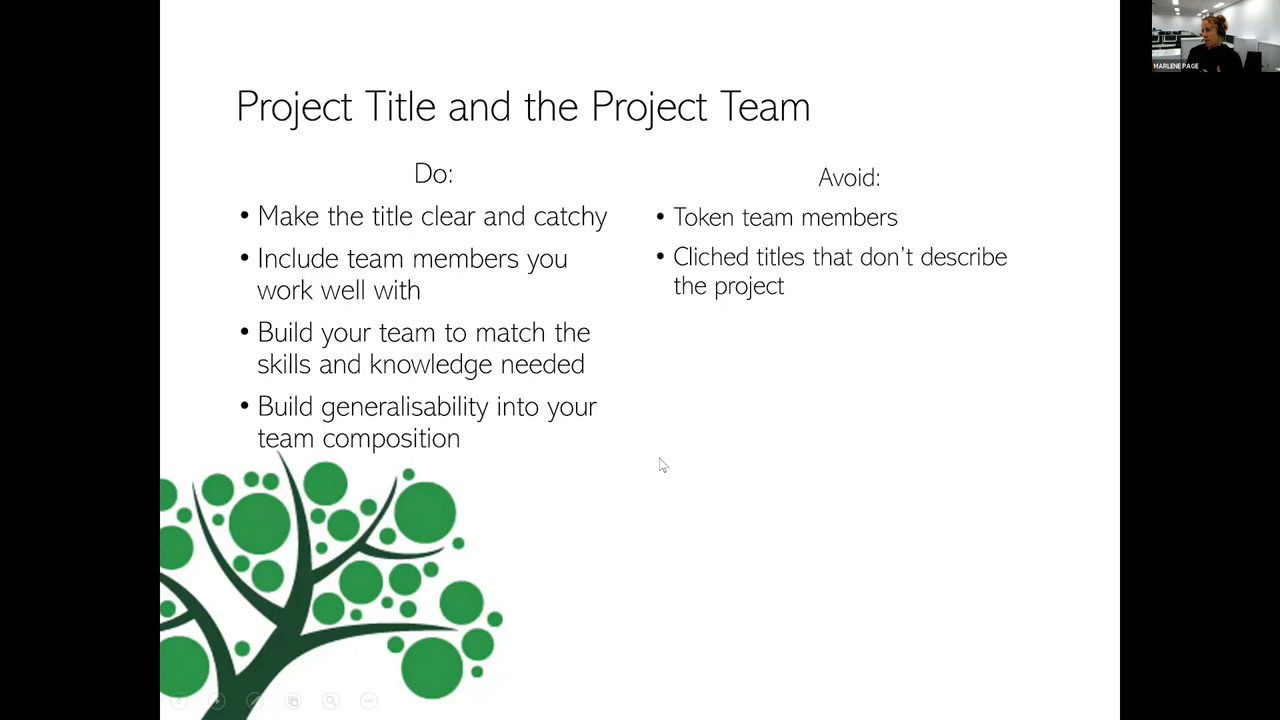 Project Title and the Project Team
Do:
• Make the title clear and catchy
• Include team members you
work well with
• Build your team to match the
skills and knowledge needed
• Build generalisability into your
team composition
Avoid:
• Token team members
• Cliched titles that don't describe
the project
MARLENE PAGE